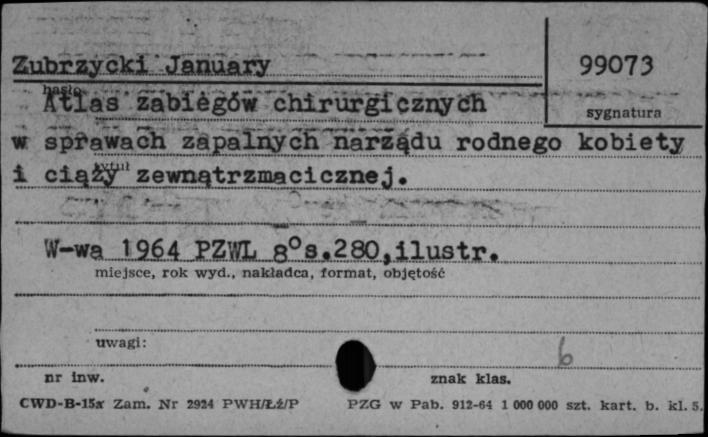 Zubrzycki January
99073
hasło
Atlas zabiegów chirurgicznych
sygnatura
w sprawach zapalnych narządu rodnego kobiety
tytuł
i ciąży zewnątrzmacicznej.
W-wa 1964 PZWL 8°s.280,ilustr.
miejsce, rok wyd., nakładca, format, objętość
uwagi:
6
nr inw.
znak klas.
CWD-B-15a Zam. Nr 2924 PWH/Łź/P
PZG w Pab. 912-64 1 000 000 szt. kart. b. kl. 5.